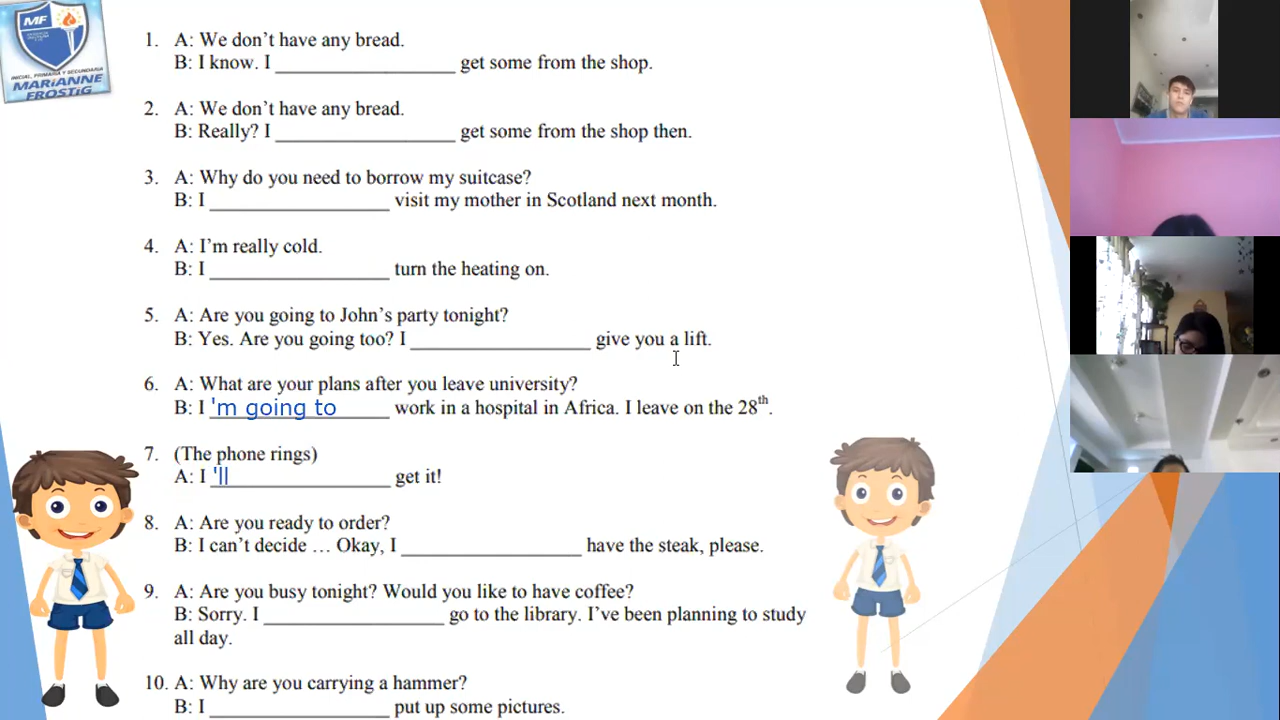 MF
INICIAL, PRIMARIA Y SECUNDARIA
MARiANNE
FROSTiG
1. A: We don’t have any bread.
B: I know. I ____________ get some from the shop.
2. A: We don’t have any bread.
B: Really? I ____________ get some from the shop then.
3. A: Why do you need to borrow my suitcase?
B: I ____________ visit my mother in Scotland next month.
4. A: I’m really cold.
B: I ____________ turn the heating on.
5. A: Are you going to John’s party tonight?
B: Yes. Are you going too? I ____________ give you a lift.
6. A: What are your plans after you leave university?
B: I 'm going to work in a hospital in Africa. I leave on the 28th.
7. (The phone rings)
A: I 'll get it!
8. A: Are you ready to order?
B: I can’t decide … Okay, I ____________ have the steak, please.
9. A: Are you busy tonight? Would you like to have coffee?
B: Sorry. I ____________ go to the library. I’ve been planning to study
all day.
10. A: Why are you carrying a hammer?
B: I ____________ put up some pictures.